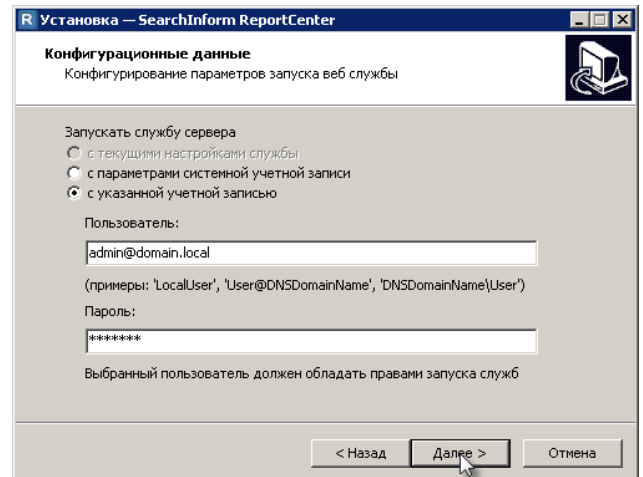 R Установка — SearchInform ReportCenter
Конфигурационные данные
Конфигурирование параметров запуска веб службы
Запускать службу сервера
с текущими настройками службы
с параметрами системной учетной записи
с указанной учетной записью
Пользователь:
admin@domain.local
(примеры: 'LocalUser', 'User@DNSDomainName', 'DNSDomainName\User')
Пароль:
*******
Выбранный пользователь должен обладать правами запуска служб
< Назад
Далее >
Отмена